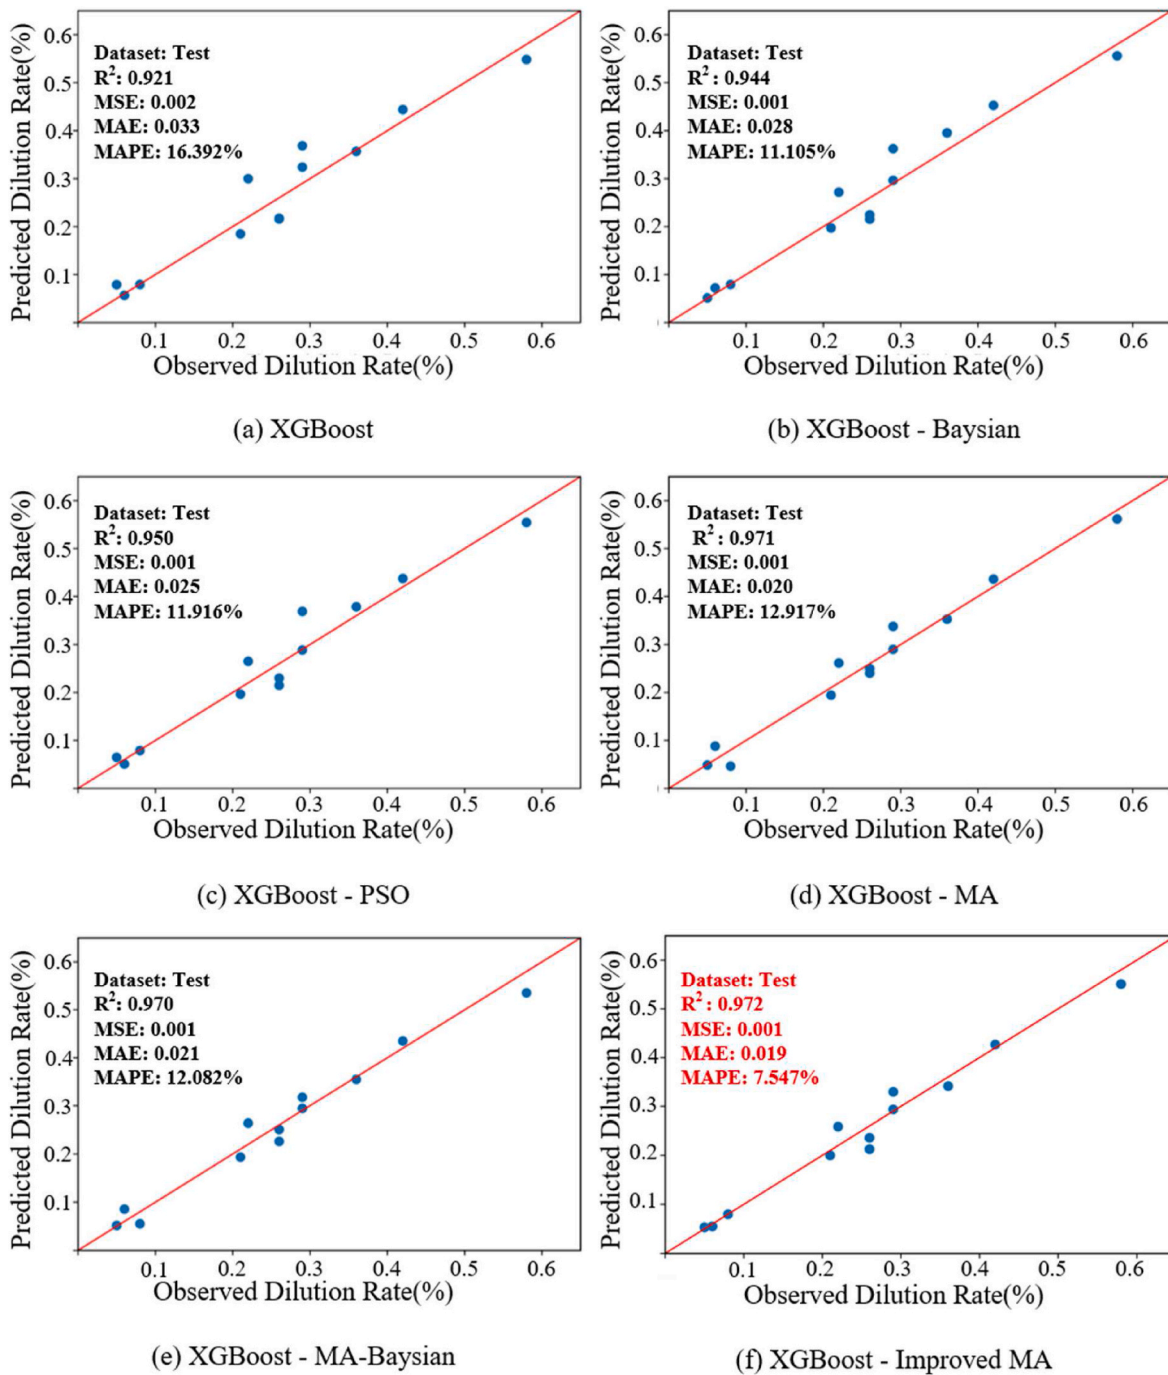 Predicted Dilution Rate(%)
0.6
0.5
0.4
0.3
0.2
0.1
Dataset: Test
R²: 0.921
MSE: 0.002
MAE: 0.033
MAPE: 16.392%
0.1 0.2 0.3 0.4 0.5 0.6
Observed Dilution Rate(%)
(a) XGBoost
Predicted Dilution Rate(%)
0.6
0.5
0.4
0.3
0.2
0.1
Dataset: Test
R²: 0.944
MSE: 0.001
MAE: 0.028
MAPE: 11.105%
0.1 0.2 0.3 0.4 0.5 0.6
Observed Dilution Rate(%)
(b) XGBoost - Baysian
Predicted Dilution Rate(%)
0.6
0.5
0.4
0.3
0.2
0.1
Dataset: Test
R²: 0.950
MSE: 0.001
MAE: 0.025
MAPE: 11.916%
0.1 0.2 0.3 0.4 0.5 0.6
Observed Dilution Rate(%)
(c) XGBoost - PSO
Predicted Dilution Rate(%)
0.6
0.5
0.4
0.3
0.2
0.1
Dataset: Test
R²: 0.971
MSE: 0.001
MAE: 0.020
MAPE: 12.917%
0.1 0.2 0.3 0.4 0.5 0.6
Observed Dilution Rate(%)
(d) XGBoost - MA
Predicted Dilution Rate(%)
0.6
0.5
0.4
0.3
0.2
0.1
Dataset: Test
R²: 0.970
MSE: 0.001
MAE: 0.021
MAPE: 12.082%
0.1 0.2 0.3 0.4 0.5 0.6
Observed Dilution Rate(%)
(e) XGBoost - MA-Baysian
Predicted Dilution Rate(%)
0.6
0.5
0.4
0.3
0.2
0.1
Dataset: Test
R²: 0.972
MSE: 0.001
MAE: 0.019
MAPE: 7.547%
0.1 0.2 0.3 0.4 0.5 0.6
Observed Dilution Rate(%)
(f) XGBoost - Improved MA